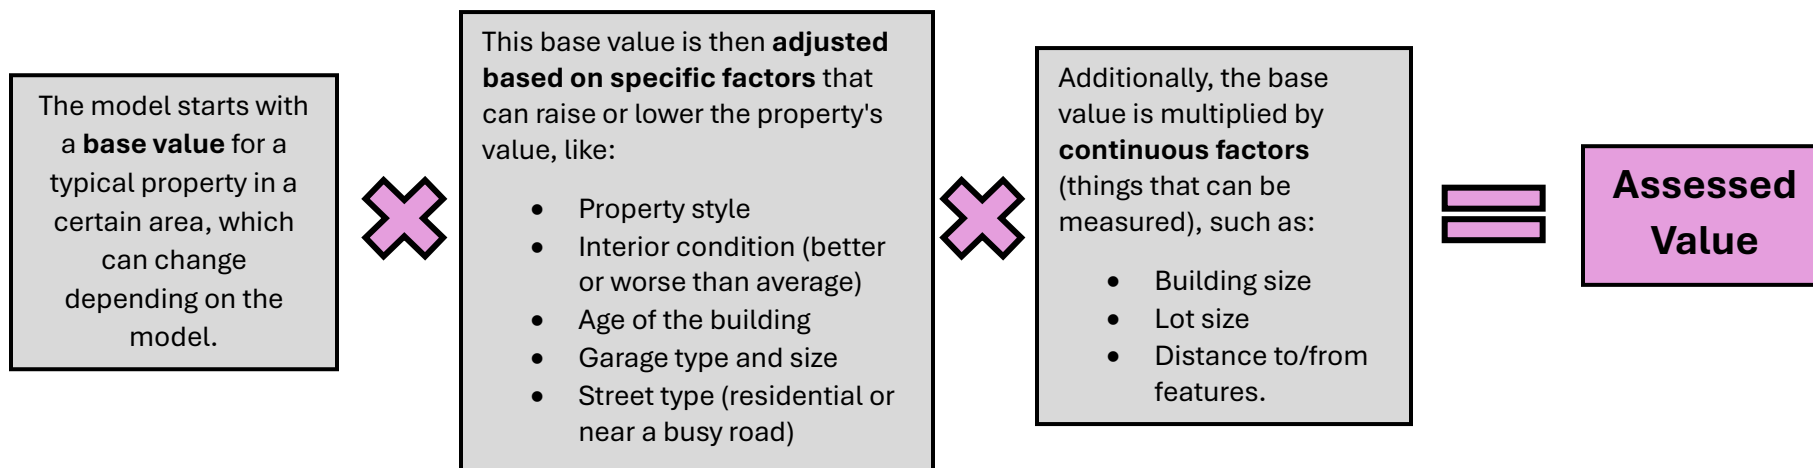 The model starts with
a base value for a
typical property in a
certain area, which
can change
depending on the
model.
This base value is then adjusted
based on specific factors that
can raise or lower the property's
value, like:
• Property style
• Interior condition (better
or worse than average)
• Age of the building
• Garage type and size
• Street type (residential or
near a busy road)
Additionally, the base
value is multiplied by
continuous factors
(things that can be
measured), such as:
• Building size
• Lot size
• Distance to/from
features.
Assessed
Value